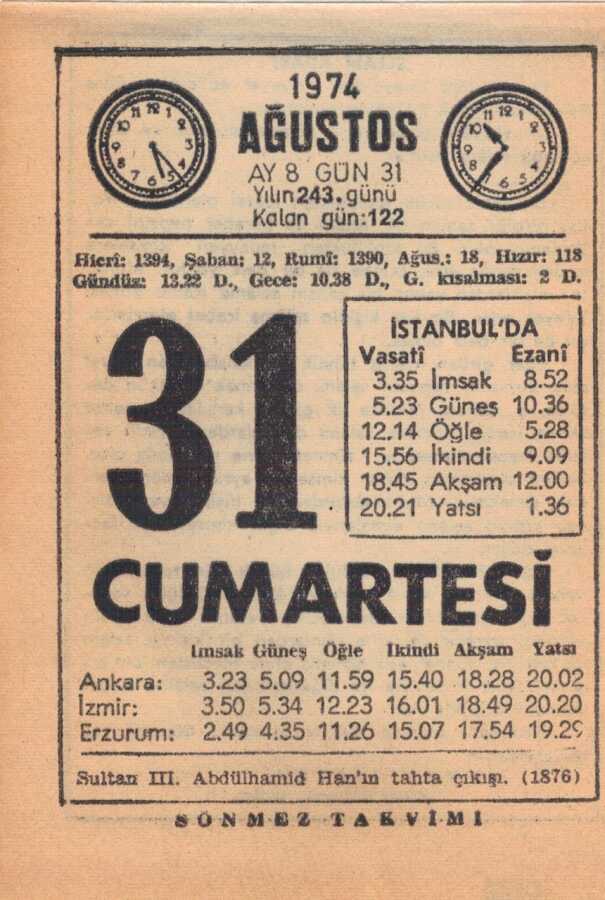 1974
AĞUSTOS
AY 8 GÜN 31
Yılın 243. günü
Kalan gün: 122
Hicrî: 1394, Şaban: 12, Rumî: 1390, Ağus.: 18, Hızır: 118
Gündüz: 13.22 D., Gece: 10.38 D., G. kısalması: 2 D.
31
İSTANBUL'DA
Vasatî Ezanî
3.35 İmsak 8.52
5.23 Güneş 10.36
12.14 Öğle 5.28
15.56 İkindi 9.09
18.45 Akşam 12.00
20.21 Yatsı 1.36
CUMARTESİ
İmsak Güneş Öğle İkindi Akşam Yatsı
Ankara: 3.23 5.09 11.59 15.40 18.28 20.02
İzmir: 3.50 5.34 12.23 16.01 18.49 20.20
Erzurum: 2.49 4.35 11.26 15.07 17.54 19.29
Sultan III. Abdülhamid Han'ın tahta çıkışı. (1876)
SÖNMEZ TAKVİMİ